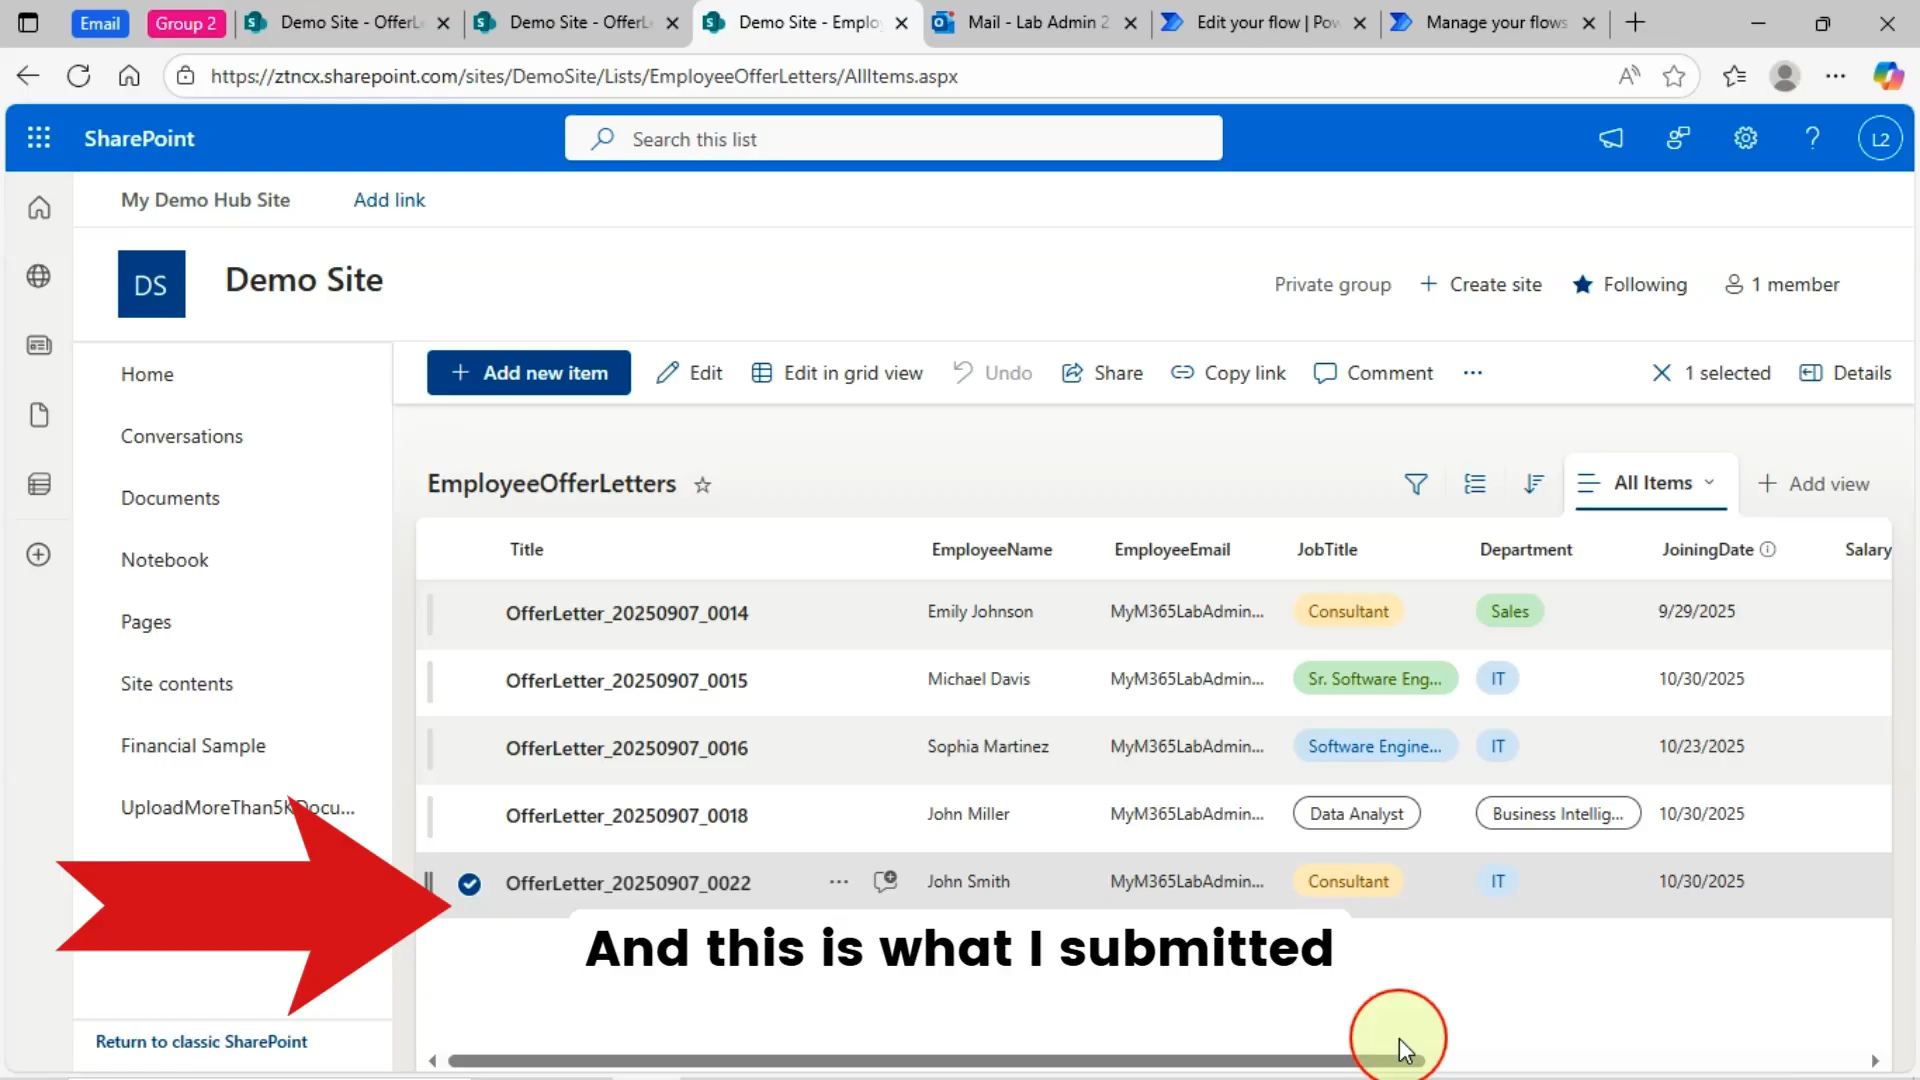 Email
Group 2
Demo Site - OfferLe
Demo Site - OfferLe
Demo Site - Employ
Mail - Lab Admin 2
Edit your flow | Pow
Manage your flows
https://ztncx.sharepoint.com/sites/DemoSite/Lists/EmployeeOfferLetters/AllItems.aspx
SharePoint
Search this list
L2
My Demo Hub Site
Add link
DS
Demo Site
Private group
Create site
Following
1 member
Home
Conversations
Documents
Notebook
Pages
Site contents
Financial Sample
UploadMoreThan5KDocu...
Return to classic SharePoint
Add new item
Edit
Edit in grid view
Undo
Share
Copy link
Comment
1 selected
Details
EmployeeOfferLetters
All Items
Add view
Title EmployeeName EmployeeEmail JobTitle Department JoiningDate Salary
OfferLetter_20250907_0014 Emily Johnson MyM365LabAdmin... Consultant Sales 9/29/2025
OfferLetter_20250907_0015 Michael Davis MyM365LabAdmin... Sr. Software Eng... IT 10/30/2025
OfferLetter_20250907_0016 Sophia Martinez MyM365LabAdmin... Software Engine... IT 10/23/2025
OfferLetter_20250907_0018 John Miller MyM365LabAdmin... Data Analyst Business Intellig... 10/30/2025
OfferLetter_20250907_0022 John Smith MyM365LabAdmin... Consultant IT 10/30/2025
And this is what I submitted